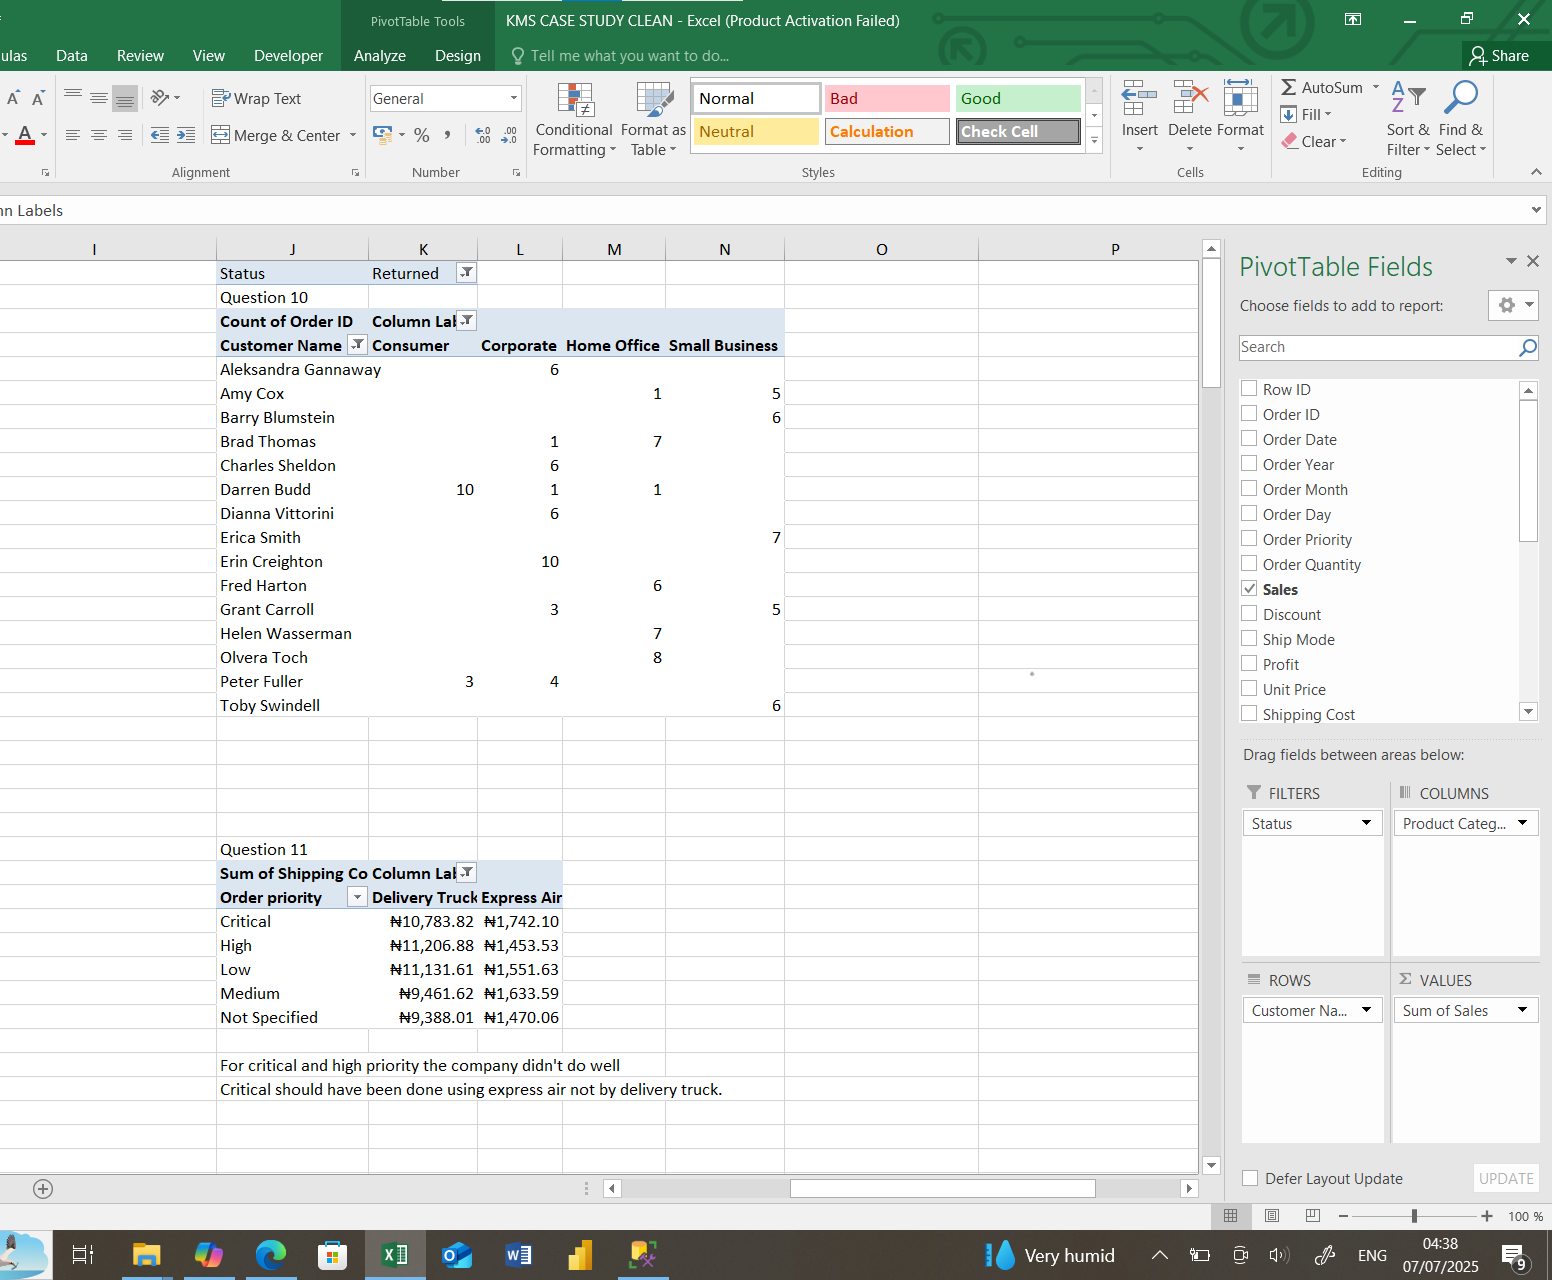 PivotTable Tools
KMS CASE STUDY CLEAN - Excel (Product Activation Failed)
ulas Data Review View Developer Analyze Design Tell me what you want to do... Share
Wrap Text
General
Normal Bad Good
Neutral Calculation Check Cell
Merge & Center
Conditional Formatting
Format as Table
Insert Delete Format
AutoSum
Fill
Clear
Sort & Filter
Find & Select
Alignment Number Styles Cells Editing
n Labels
I J K L M N O P
Status Returned
Question 10
Count of Order ID Column Lab
Customer Name Consumer Corporate Home Office Small Business
Aleksandra Gannaway 6
Amy Cox 1 5
Barry Blumstein 6
Brad Thomas 1 7
Charles Sheldon 6
Darren Budd 10 1 1
Dianna Vittorini 6
Erica Smith 7
Erin Creighton 10
Fred Harton 6
Grant Carroll 3 5
Helen Wasserman 7
Olvera Toch 8
Peter Fuller 3 4
Toby Swindell 6
Question 11
Sum of Shipping Co Column Lab
Order priority Delivery Truck Express Air
Critical ₦10,783.82 ₦1,742.10
High ₦11,206.88 ₦1,453.53
Low ₦11,131.61 ₦1,551.63
Medium ₦9,461.62 ₦1,633.59
Not Specified ₦9,388.01 ₦1,470.06
For critical and high priority the company didn't do well
Critical should have been done using express air not by delivery truck.
PivotTable Fields
Choose fields to add to report:
Search
Row ID
Order ID
Order Date
Order Year
Order Month
Order Day
Order Priority
Order Quantity
Sales
Discount
Ship Mode
Profit
Unit Price
Shipping Cost
Drag fields between areas below:
FILTERS COLUMNS
Status Product Categ...
ROWS VALUES
Customer Na... Sum of Sales
Defer Layout Update UPDATE
100 %
Very humid ENG
04:38
07/07/2025
9